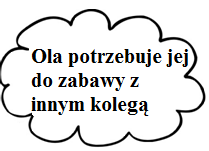 Ola potrzebuje jej
do zabawy z
innym kolegą